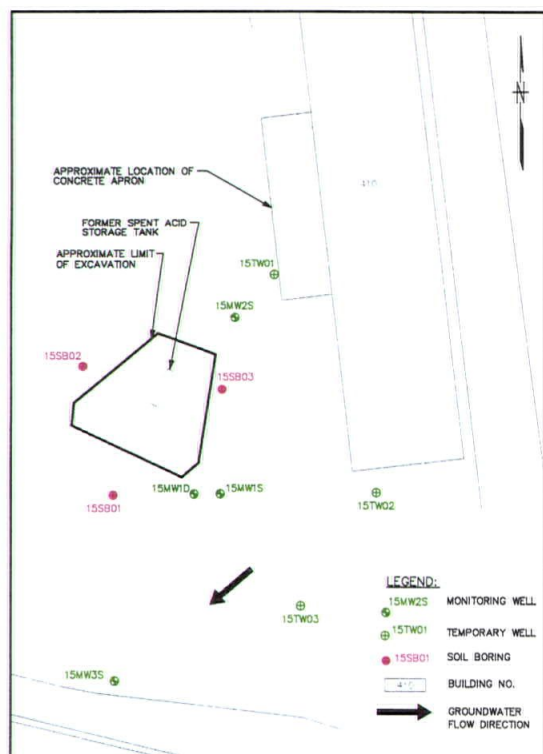 N
APPROXIMATE LOCATION OF
CONCRETE APRON
410
FORMER SPENT ACID
STORAGE TANK
APPROXIMATE LIMIT
OF EXCAVATION
15TW01
15MW2S
15SB02
15SB03
15MW1D
15MW1S
15SB01
15TW02
15TW03
15MW3S
LEGEND:
15MW2S MONITORING WELL
15TW01 TEMPORARY WELL
15SB01 SOIL BORING
410 BUILDING NO.
GROUNDWATER
FLOW DIRECTION